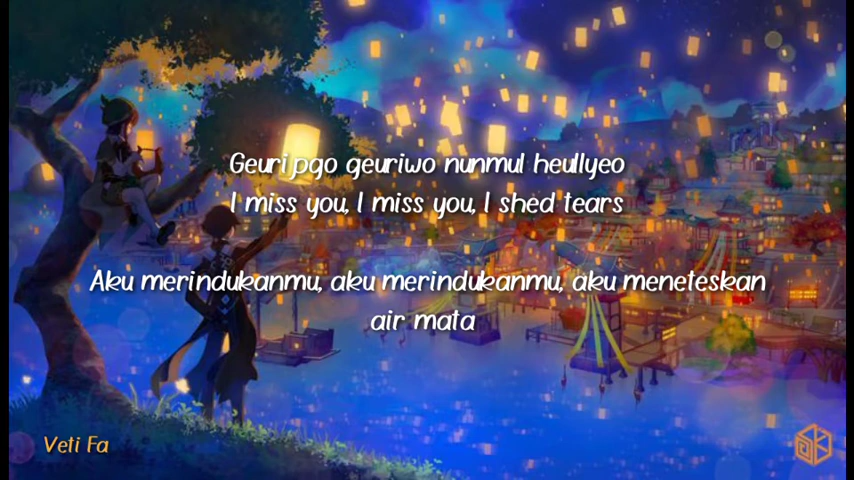 Geuripgo geuriwo nunmul heullyeo
I miss you, I miss you, I shed tears
Aku merindukanmu, aku merindukanmu, aku meneteskan
air mata
Veti Fa